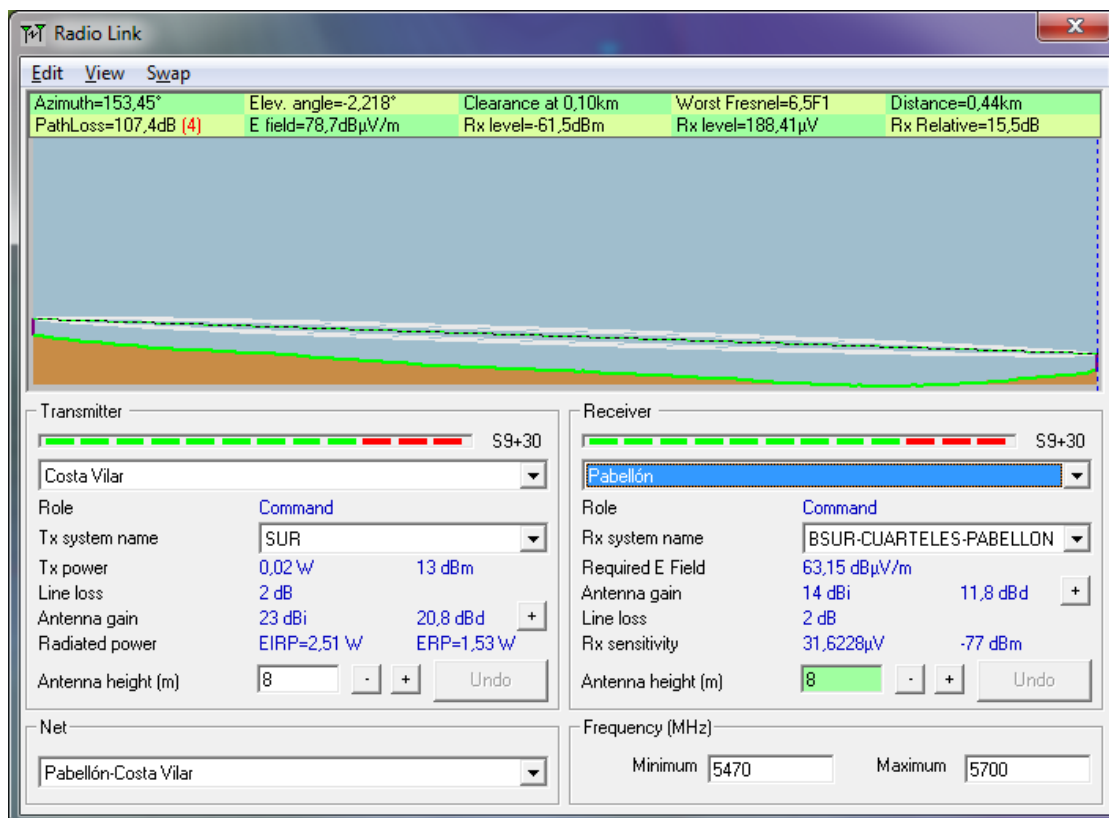 Radio Link
Edit View Swap
Azimuth=153,45° Elev. angle=-2,218° Clearance at 0,10km Worst Fresnel=6,5F1 Distance=0,44km
PathLoss=107,4dB (4) E field=78,7dBµV/m Rx level=-61,5dBm Rx level=188,41µV Rx Relative=15,5dB
Transmitter
S9+30
Costa Vilar
Role Command
Tx system name SUR
Tx power 0,02 W 13 dBm
Line loss 2 dB
Antenna gain 23 dBi 20,8 dBd +
Radiated power EIRP=2,51 W ERP=1,53 W
Antenna height (m) 8 - + Undo
Receiver
S9+30
Pabellón
Role Command
Rx system name BSUR-CUARTELES-PABELLON
Required E Field 63,15 dBµV/m
Antenna gain 14 dBi 11,8 dBd +
Line loss 2 dB
Rx sensitivity 31,6228µV -77 dBm
Antenna height (m) 8 - + Undo
Net
Pabellón-Costa Vilar
Frequency (MHz)
Minimum 5470 Maximum 5700